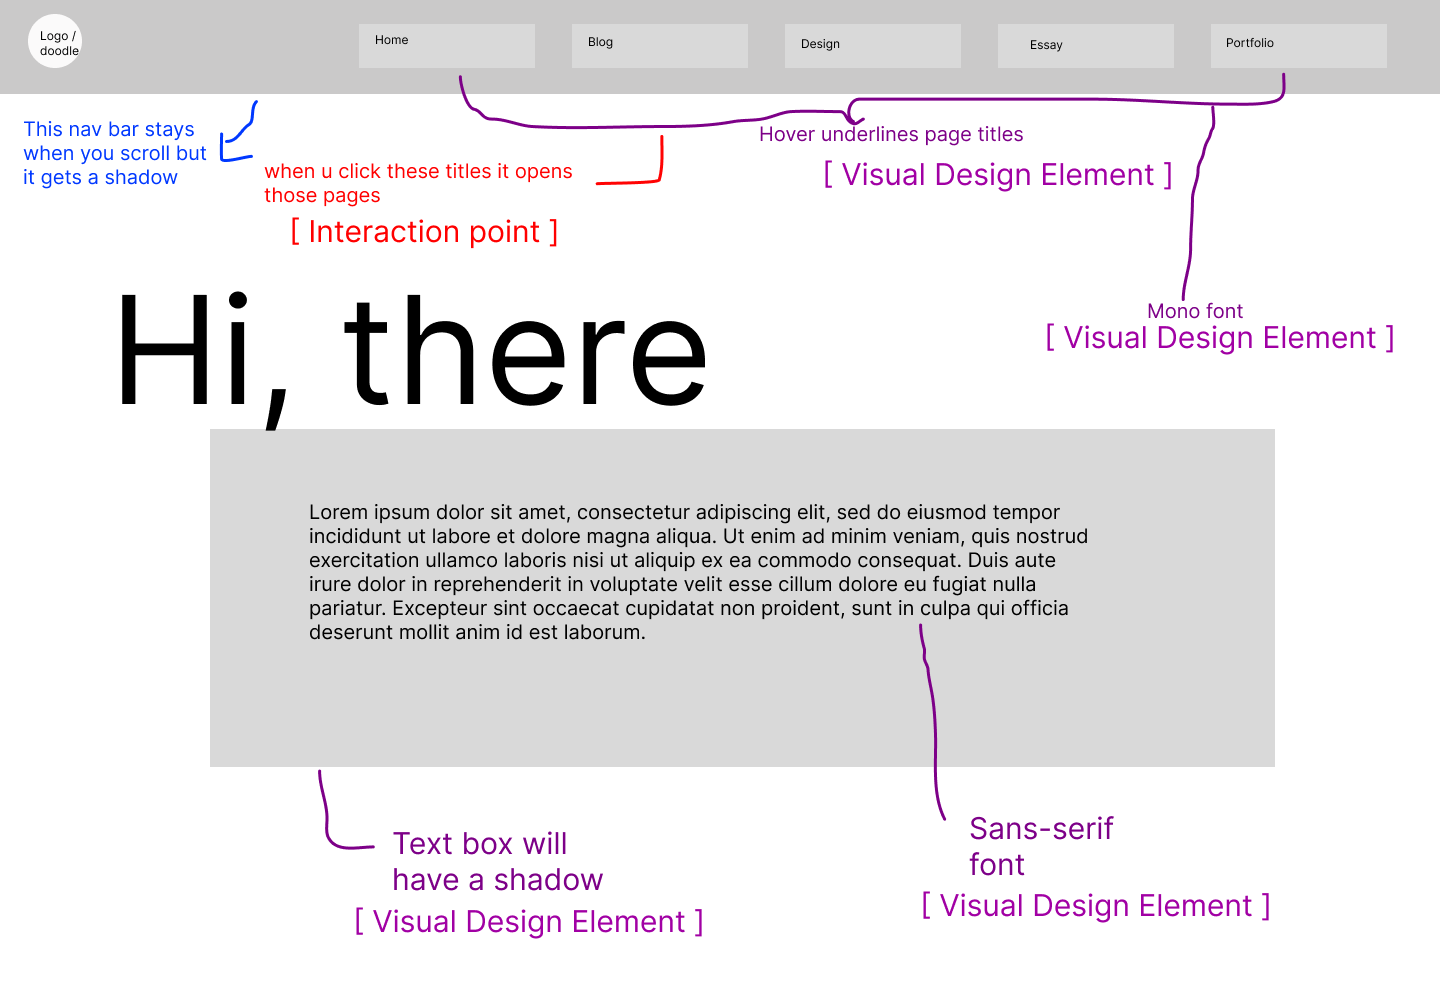 Logo /
doodle
Home
Blog
Design
Essay
Portfolio
This nav bar stays
when you scroll but
it gets a shadow
when u click these titles it opens
those pages
[ Interaction point ]
Hover underlines page titles
[ Visual Design Element ]
Mono font
[ Visual Design Element ]
Hi, there
Lorem ipsum dolor sit amet, consectetur adipiscing elit, sed do eiusmod tempor
incididunt ut labore et dolore magna aliqua. Ut enim ad minim veniam, quis nostrud
exercitation ullamco laboris nisi ut aliquip ex ea commodo consequat. Duis aute
irure dolor in reprehenderit in voluptate velit esse cillum dolore eu fugiat nulla
pariatur. Excepteur sint occaecat cupidatat non proident, sunt in culpa qui officia
deserunt mollit anim id est laborum.
Text box will
have a shadow
[ Visual Design Element ]
Sans-serif
font
[ Visual Design Element ]